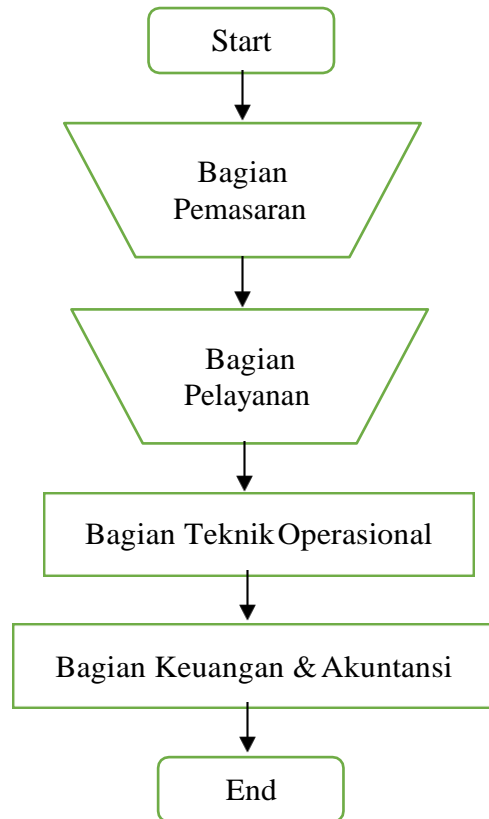 Start
Bagian
Pemasaran
Bagian
Pelayanan
Bagian Teknik Operasional
Bagian Keuangan & Akuntansi
End